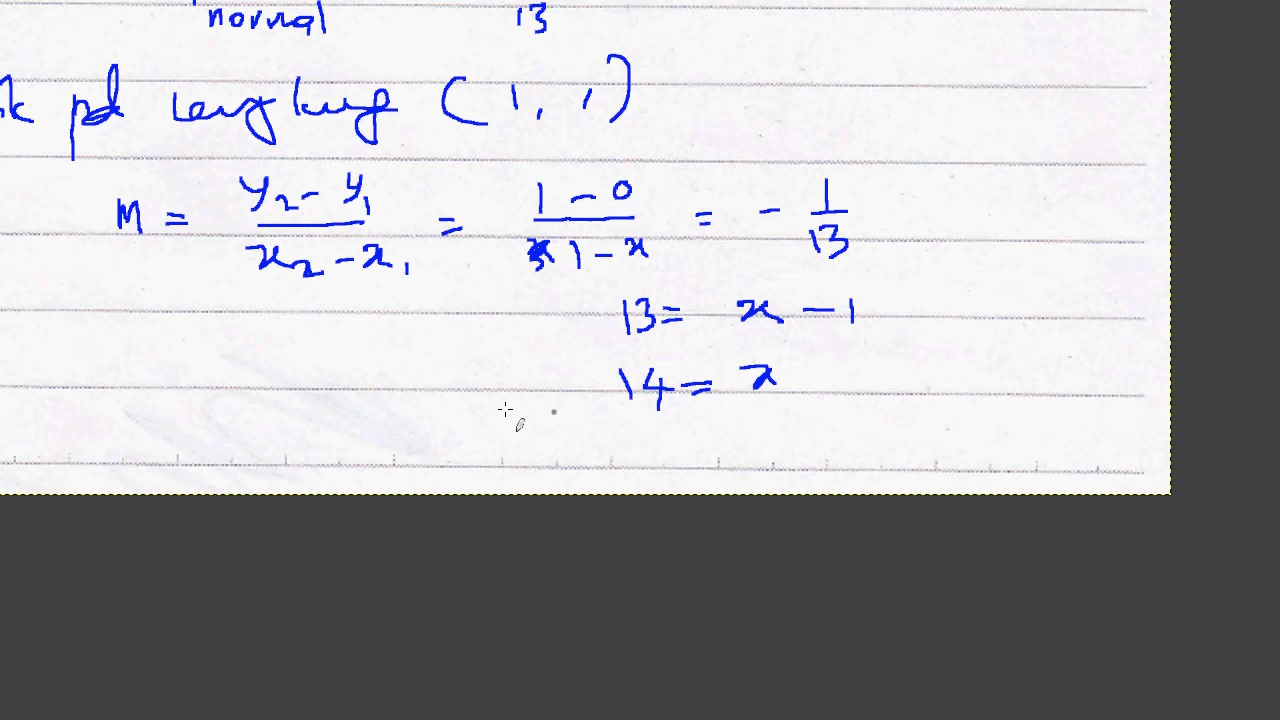 normal 13
k pd lengkung (1, 1)
M = y₂ - y₁ / x₂ - x₁ = 1 - 0 / 1 - x = - 1 / 13
13 = x - 1
14 = x